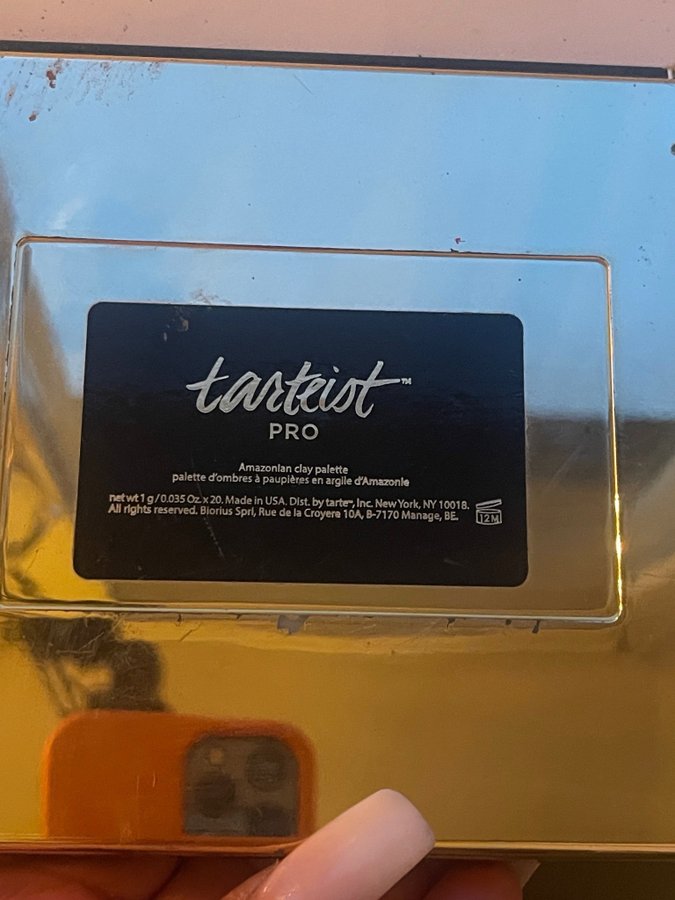 tarteist™
PRO
Amazonian clay palette
palette d'ombres à paupières en argile d'Amazonie
net wt 1 g / 0.035 Oz. x 20. Made in USA. Dist. by tarte™, Inc. New York, NY 10018.
All rights reserved. Biorius Sprl, Rue de la Croyere 10A, B-7170 Manage, BE.
12M